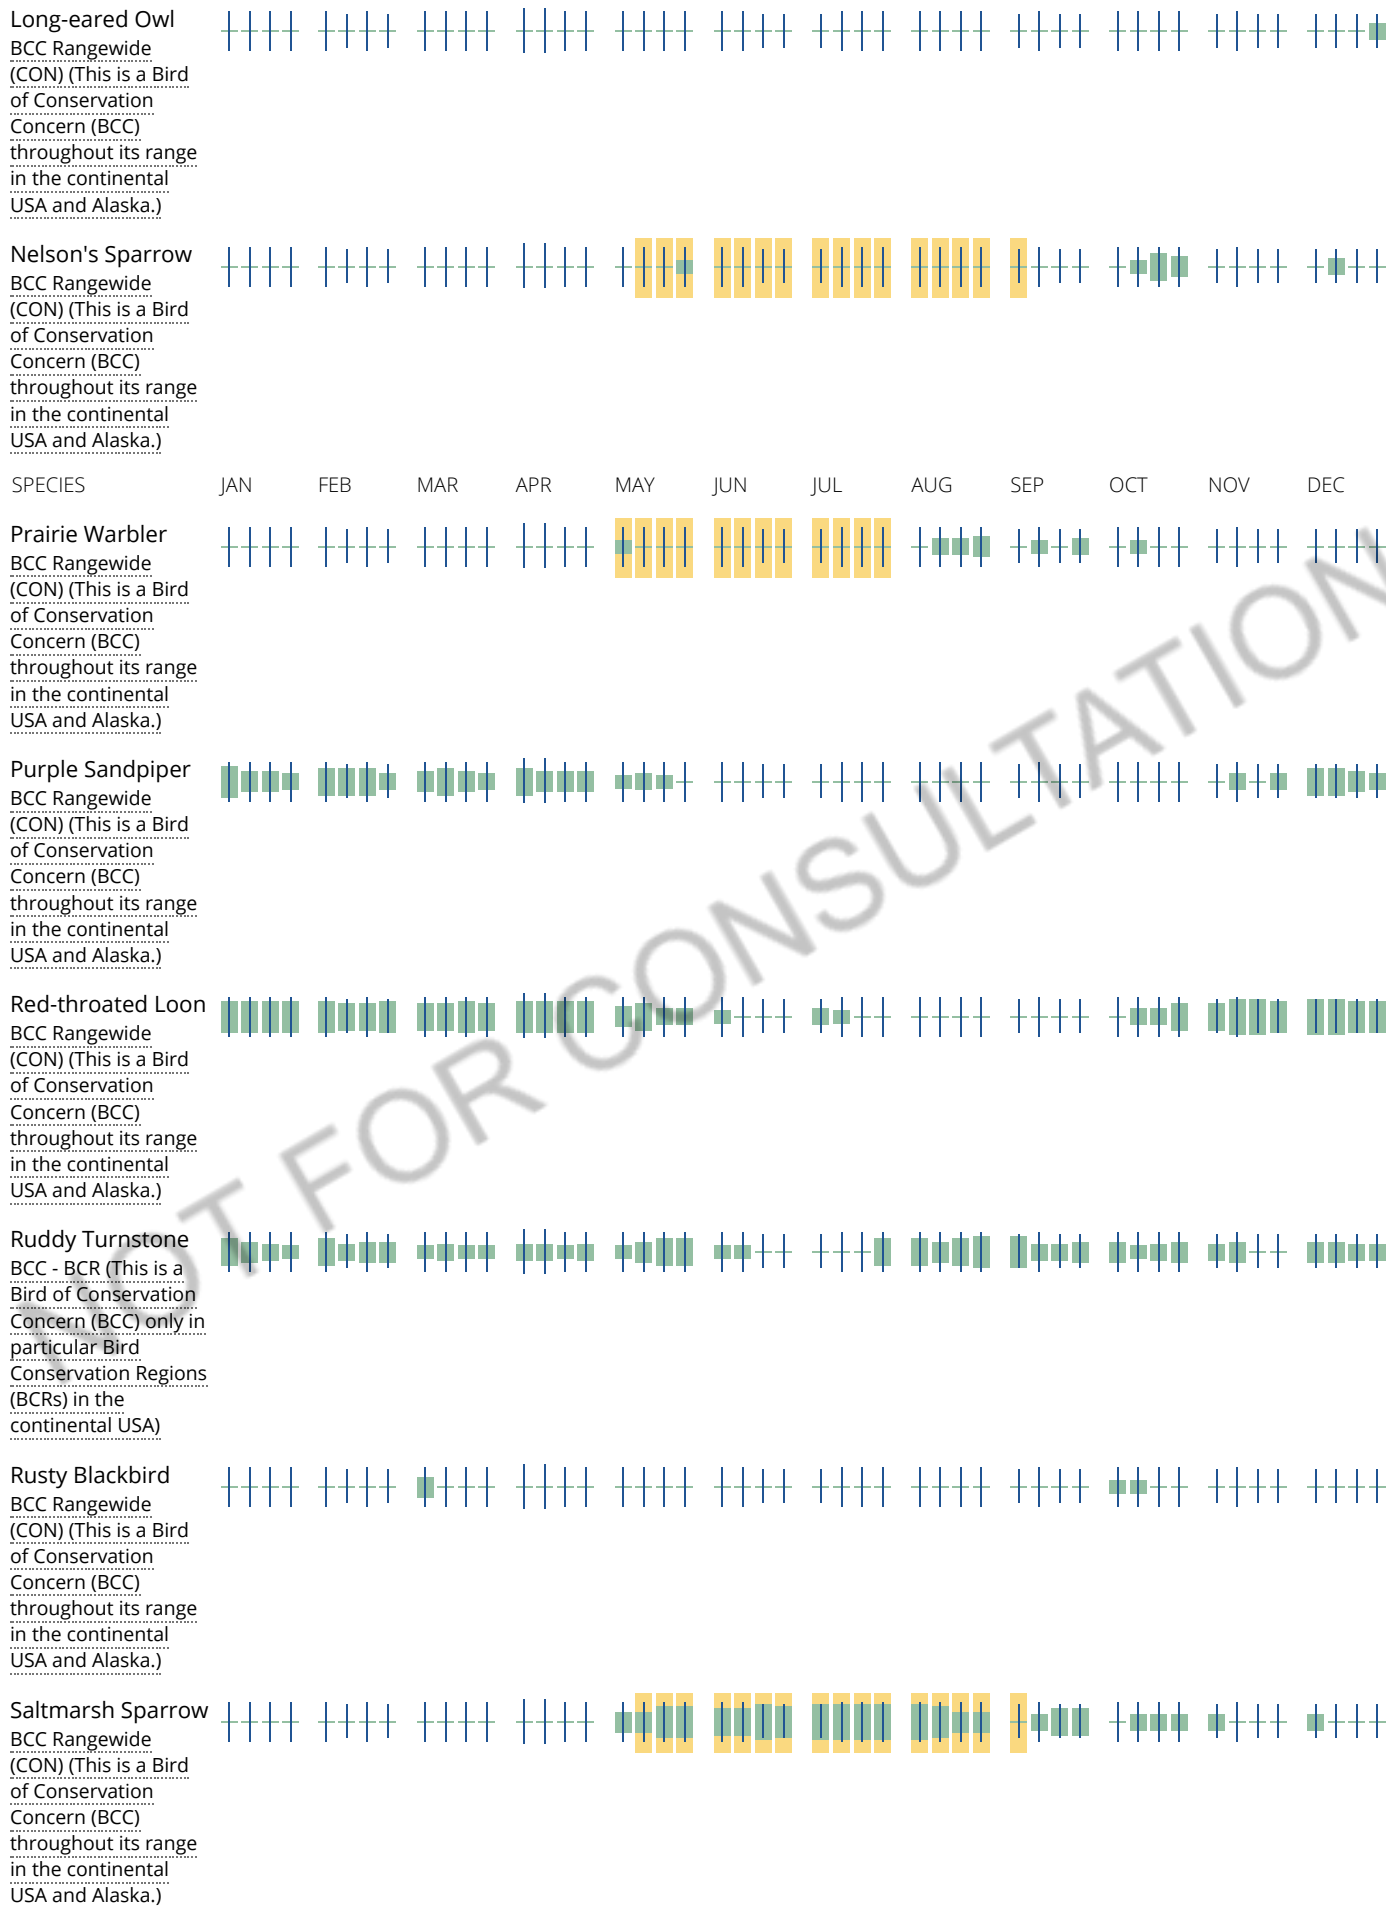 Long-eared Owl
BCC Rangewide
(CON) (This is a Bird
of Conservation
Concern (BCC)
throughout its range
in the continental
USA and Alaska.)
Nelson's Sparrow
BCC Rangewide
(CON) (This is a Bird
of Conservation
Concern (BCC)
throughout its range
in the continental
USA and Alaska.)
SPECIES JAN FEB MAR APR MAY JUN JUL AUG SEP OCT NOV DEC
Prairie Warbler
BCC Rangewide
(CON) (This is a Bird
of Conservation
Concern (BCC)
throughout its range
in the continental
USA and Alaska.)
Purple Sandpiper
BCC Rangewide
(CON) (This is a Bird
of Conservation
Concern (BCC)
throughout its range
in the continental
USA and Alaska.)
Red-throated Loon
BCC Rangewide
(CON) (This is a Bird
of Conservation
Concern (BCC)
throughout its range
in the continental
USA and Alaska.)
Ruddy Turnstone
BCC - BCR (This is a
Bird of Conservation
Concern (BCC) only in
particular Bird
Conservation Regions
(BCRs) in the
continental USA)
Rusty Blackbird
BCC Rangewide
(CON) (This is a Bird
of Conservation
Concern (BCC)
throughout its range
in the continental
USA and Alaska.)
Saltmarsh Sparrow
BCC Rangewide
(CON) (This is a Bird
of Conservation
Concern (BCC)
throughout its range
in the continental
USA and Alaska.)
NOT FOR CONSULTATION